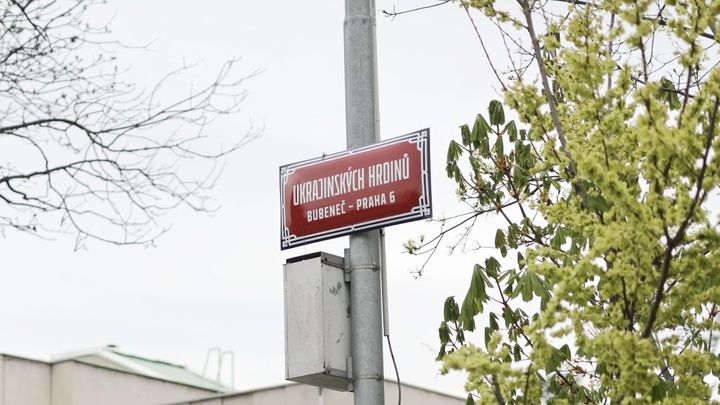 UKRAJINSKÝCH HRDINŮ
BUBENEČ – PRAHA 6